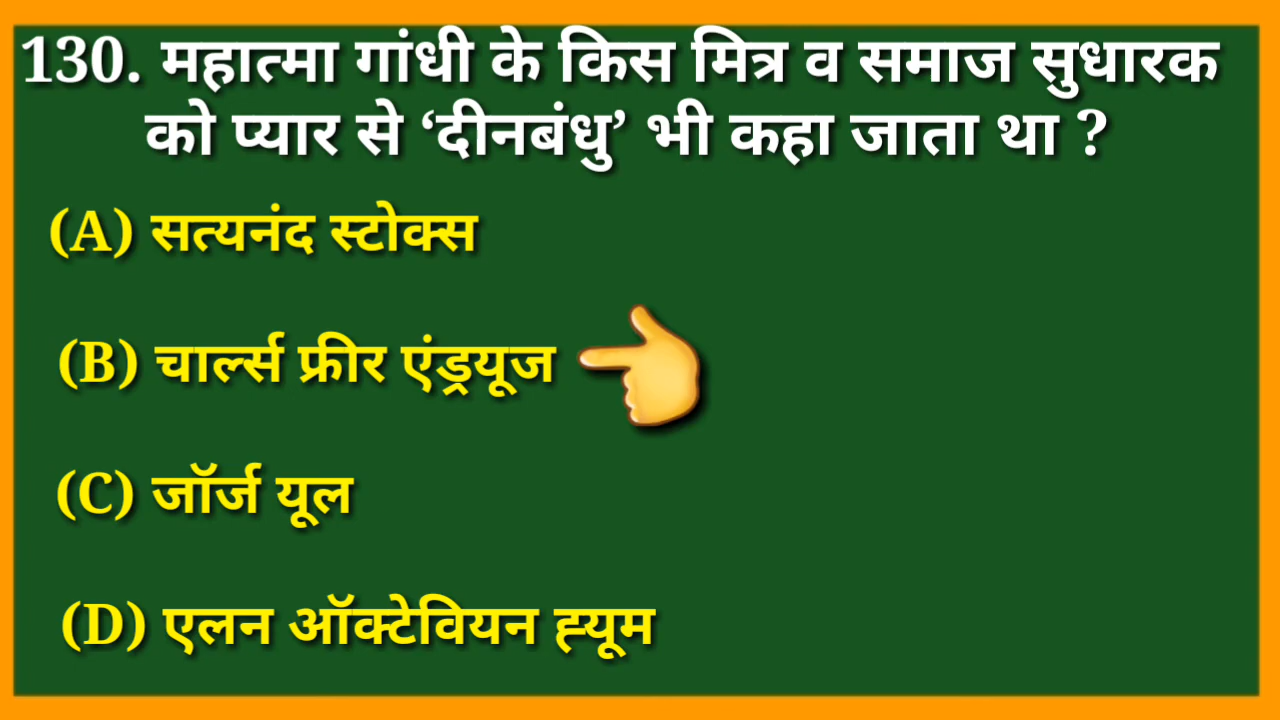 130. महात्मा गांधी के किस मित्र व समाज सुधारक
को प्यार से ‘दीनबंधु’ भी कहा जाता था ?
(A) सत्यनंद स्टोक्स
(B) चार्ल्स फ्रीर एंड्रयूज
(C) जॉर्ज यूल
(D) एलन ऑक्टेवियन ह्यूम